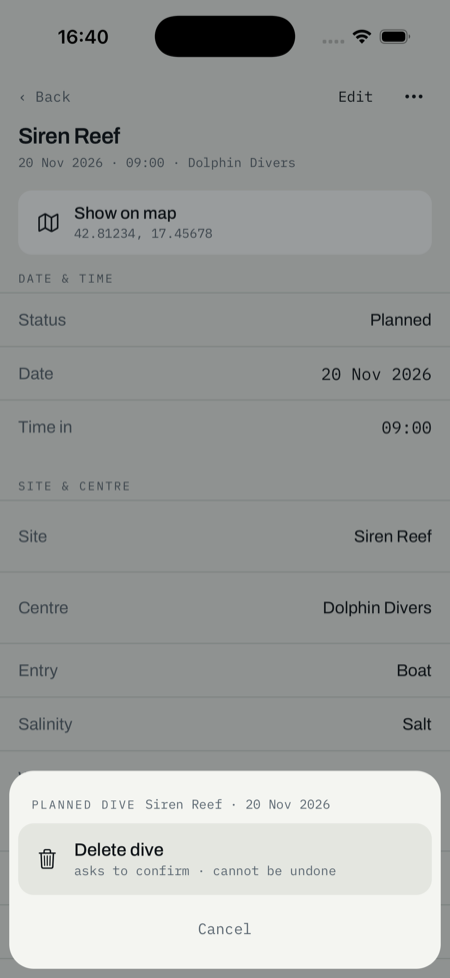 16:40
‹ Back
Edit
Siren Reef
20 Nov 2026 · 09:00 · Dolphin Divers
Show on map
42.81234, 17.45678
DATE & TIME
Status Planned
Date 20 Nov 2026
Time in 09:00
SITE & CENTRE
Site Siren Reef
Centre Dolphin Divers
Entry Boat
Salinity Salt
PLANNED DIVE Siren Reef · 20 Nov 2026
Delete dive
asks to confirm · cannot be undone
Cancel